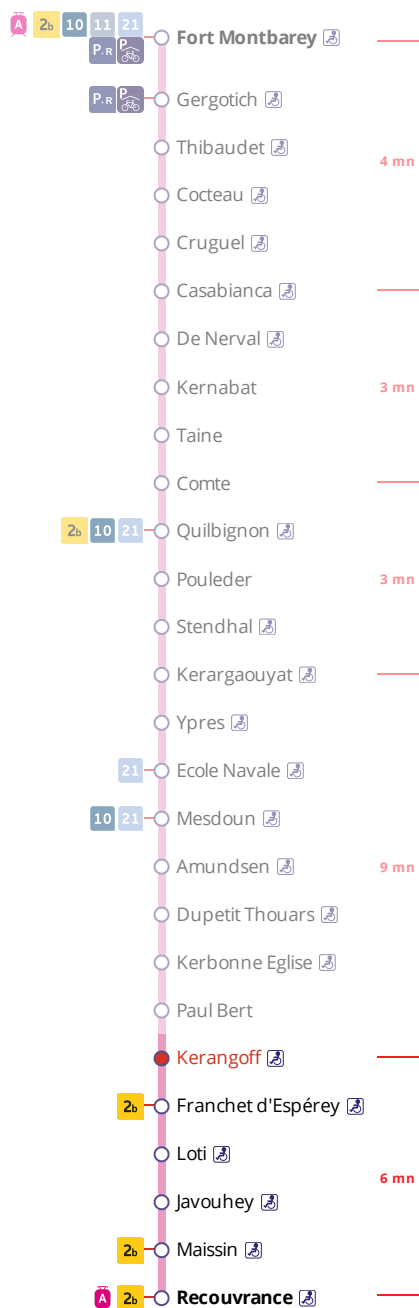 A 2b 10 11 21
P+R P
Fort Montbarey
P+R P
Gergotich
Thibaudet
4 mn
Cocteau
Cruguel
Casabianca
De Nerval
Kernabat
3 mn
Taine
Comte
2b 10 21 Quilbignon
Pouleder
3 mn
Stendhal
Kerargaouyat
Ypres
21 Ecole Navale
10 21 Mesdoun
Amundsen
9 mn
Dupetit Thouars
Kerbonne Eglise
Paul Bert
Kerangoff
2b Franchet d'Espérey
Loti
6 mn
Javouhey
2b Maissin
A 2b Recouvrance